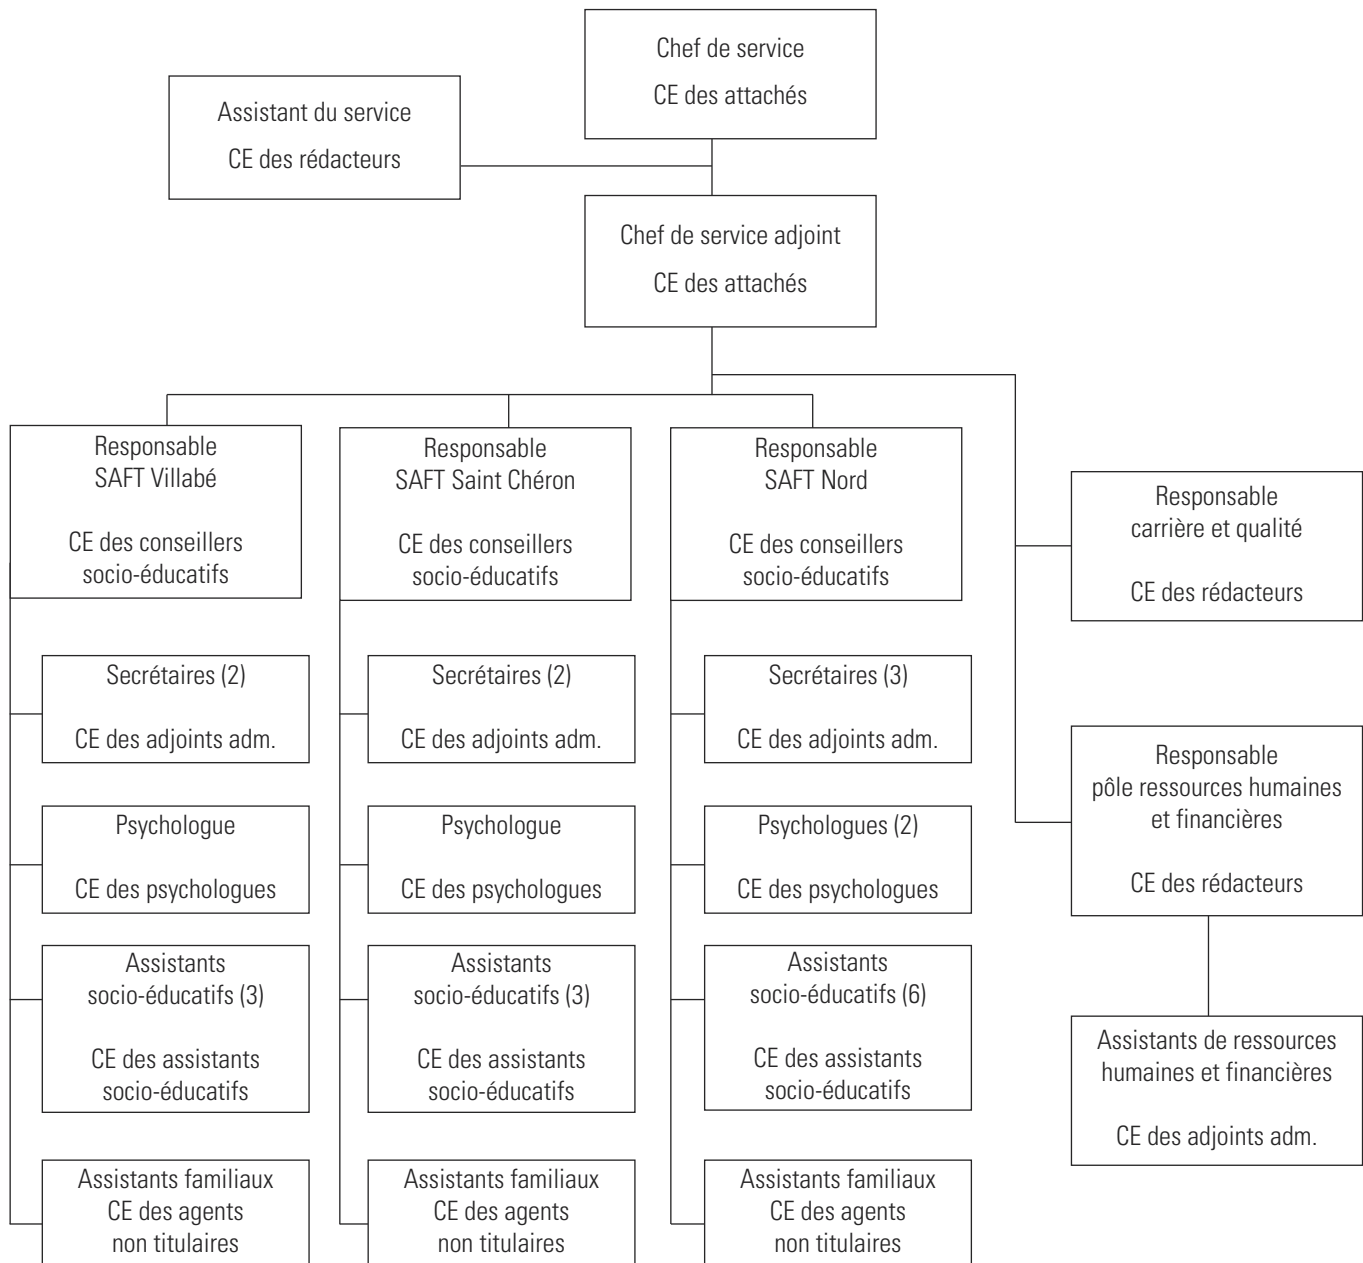 Chef de service
CE des attachés
Assistant du service
CE des rédacteurs
Chef de service adjoint
CE des attachés
Responsable
SAFT Villabé
CE des conseillers
socio-éducatifs
Secrétaires (2)
CE des adjoints adm.
Psychologue
CE des psychologues
Assistants
socio-éducatifs (3)
CE des assistants
socio-éducatifs
Assistants familiaux
CE des agents
non titulaires
Responsable
SAFT Saint Chéron
CE des conseillers
socio-éducatifs
Secrétaires (2)
CE des adjoints adm.
Psychologue
CE des psychologues
Assistants
socio-éducatifs (3)
CE des assistants
socio-éducatifs
Assistants familiaux
CE des agents
non titulaires
Responsable
SAFT Nord
CE des conseillers
socio-éducatifs
Secrétaires (3)
CE des adjoints adm.
Psychologues (2)
CE des psychologues
Assistants
socio-éducatifs (6)
CE des assistants
socio-éducatifs
Assistants familiaux
CE des agents
non titulaires
Responsable
carrière et qualité
CE des rédacteurs
Responsable
pôle ressources humaines
et financières
CE des rédacteurs
Assistants de ressources
humaines et financières
CE des adjoints adm.